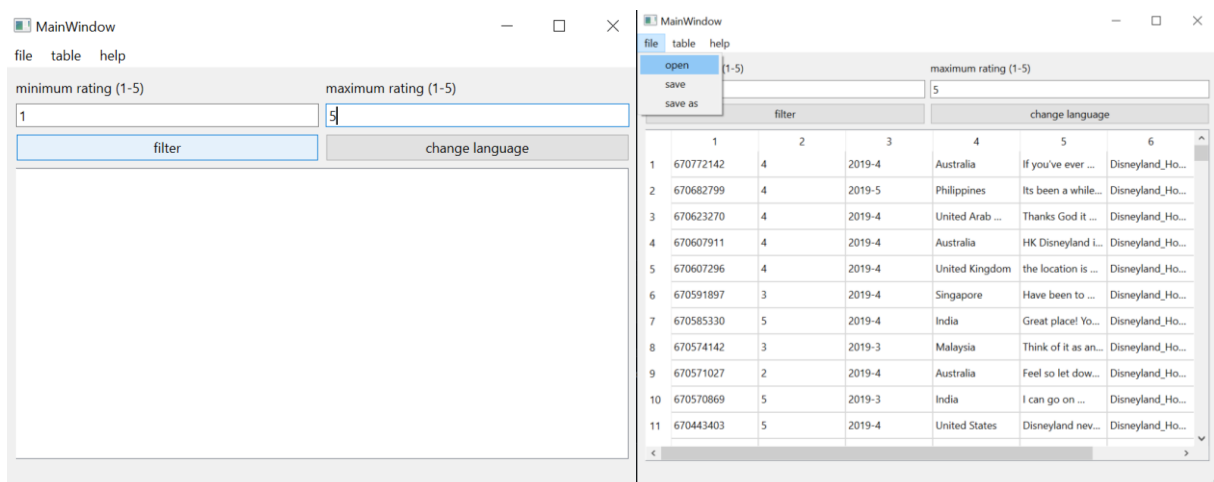 MainWindow
file table help
minimum rating (1-5) maximum rating (1-5)
1 5
filter change language
MainWindow
file table help
open (1-5) maximum rating (1-5)
save 5
save as
filter change language
1 2 3 4 5 6
1 670772142 4 2019-4 Australia If you've ever ... Disneyland_Ho...
2 670682799 4 2019-5 Philippines Its been a while... Disneyland_Ho...
3 670623270 4 2019-4 United Arab ... Thanks God it ... Disneyland_Ho...
4 670607911 4 2019-4 Australia HK Disneyland i... Disneyland_Ho...
5 670607296 4 2019-4 United Kingdom the location is ... Disneyland_Ho...
6 670591897 3 2019-4 Singapore Have been to ... Disneyland_Ho...
7 670585330 5 2019-4 India Great place! Yo... Disneyland_Ho...
8 670574142 3 2019-3 Malaysia Think of it as an... Disneyland_Ho...
9 670571027 2 2019-4 Australia Feel so let dow... Disneyland_Ho...
10 670570869 5 2019-3 India I can go on ... Disneyland_Ho...
11 670443403 5 2019-4 United States Disneyland nev... Disneyland_Ho...